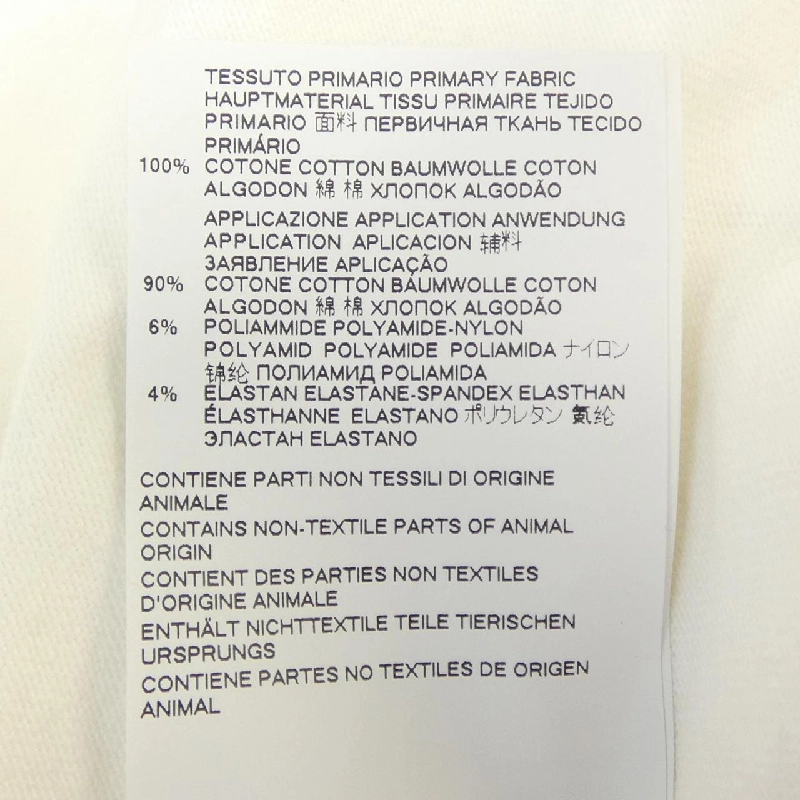 TESSUTO PRIMARIO PRIMARY FABRIC
HAUPTMATERIAL TISSU PRIMAIRE TEJIDO
PRIMARIO 面料 ПЕРВИЧНАЯ ТКАНЬ TECIDO
PRIMÁRIO
100% COTONE COTTON BAUMWOLLE COTON
ALGODON 綿 棉 ХЛОПОК ALGODÃO
APPLICAZIONE APPLICATION ANWENDUNG
APPLICATION APLICACION 辅料
ЗАЯВЛЕНИЕ APLICAÇÃO
90% COTONE COTTON BAUMWOLLE COTON
ALGODON 綿 棉 ХЛОПОК ALGODÃO
6% POLIAMMIDE POLYAMIDE-NYLON
POLYAMID POLYAMIDE POLIAMIDA ナイロン
锦纶 ПОЛИАМИД POLIAMIDA
4% ELASTAN ELASTANE-SPANDEX ELASTHAN
ÉLASTHANNE ELASTANO ポリウレタン 氨纶
ЭЛАСТАН ELASTANO
CONTIENE PARTI NON TESSILI DI ORIGINE
ANIMALE
CONTAINS NON-TEXTILE PARTS OF ANIMAL
ORIGIN
CONTIENT DES PARTIES NON TEXTILES
D'ORIGINE ANIMALE
ENTHÄLT NICHTTEXTILE TEILE TIERISCHEN
URSPRUNGS
CONTIENE PARTES NO TEXTILES DE ORIGEN
ANIMAL